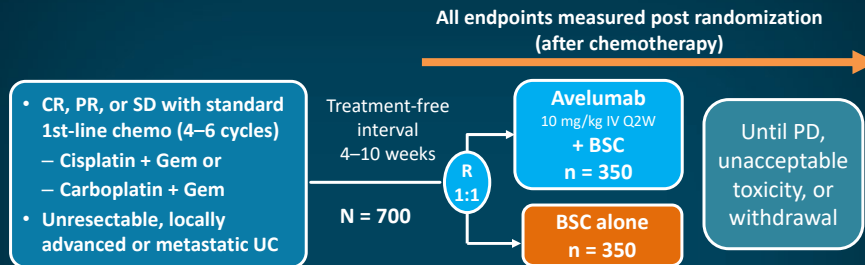 All endpoints measured post randomization
(after chemotherapy)
• CR, PR, or SD with standard
1st-line chemo (4–6 cycles)
– Cisplatin + Gem or
– Carboplatin + Gem
• Unresectable, locally
advanced or metastatic UC
Treatment-free
interval
4–10 weeks
N = 700
R
1:1
Avelumab
10 mg/kg IV Q2W
+ BSC
n = 350
BSC alone
n = 350
Until PD,
unacceptable
toxicity, or
withdrawal